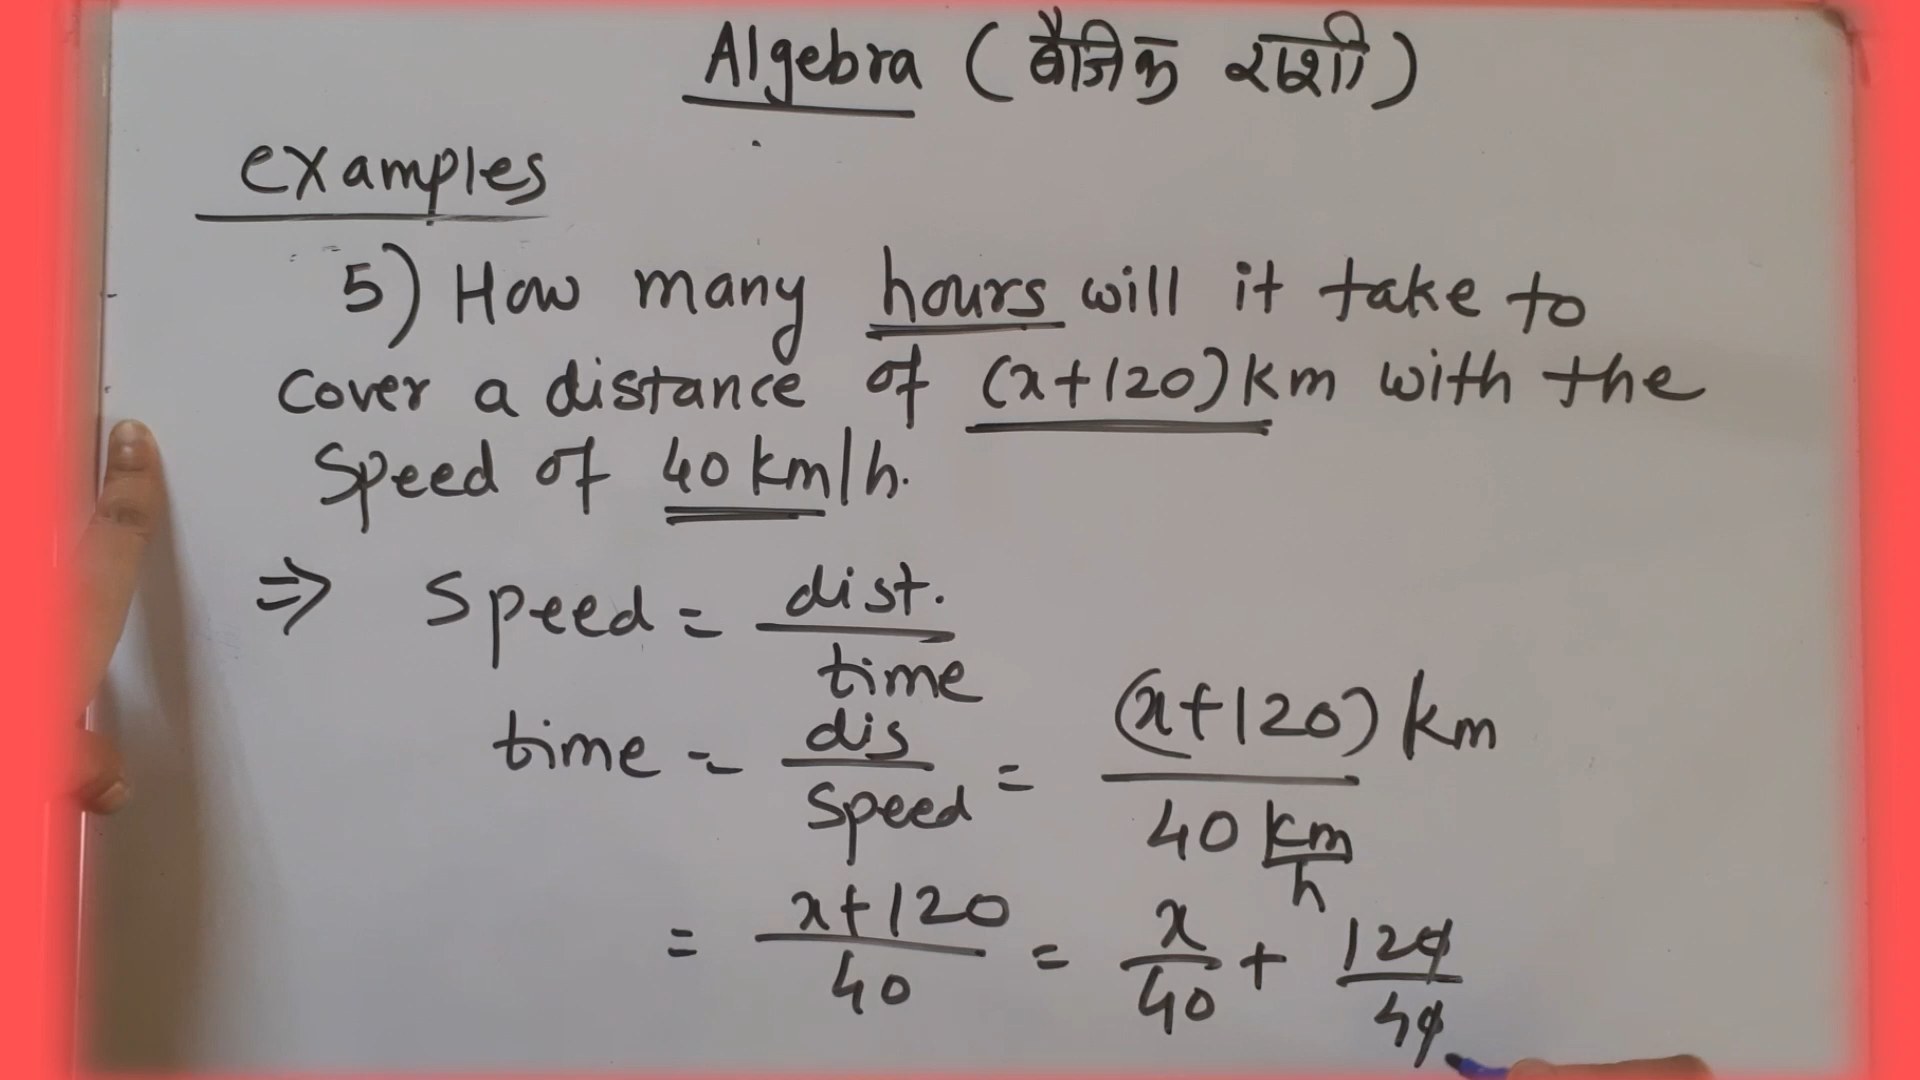 Algebra (बैजिक राशी)
examples
5) How many hours will it take to
cover a distance of (x+120) km with the
speed of 40 km/h.
⇒ Speed = dist. / time
time = dis / speed = (x+120) km / 40 km/h
= x+120 / 40 = x/40 + 120/40